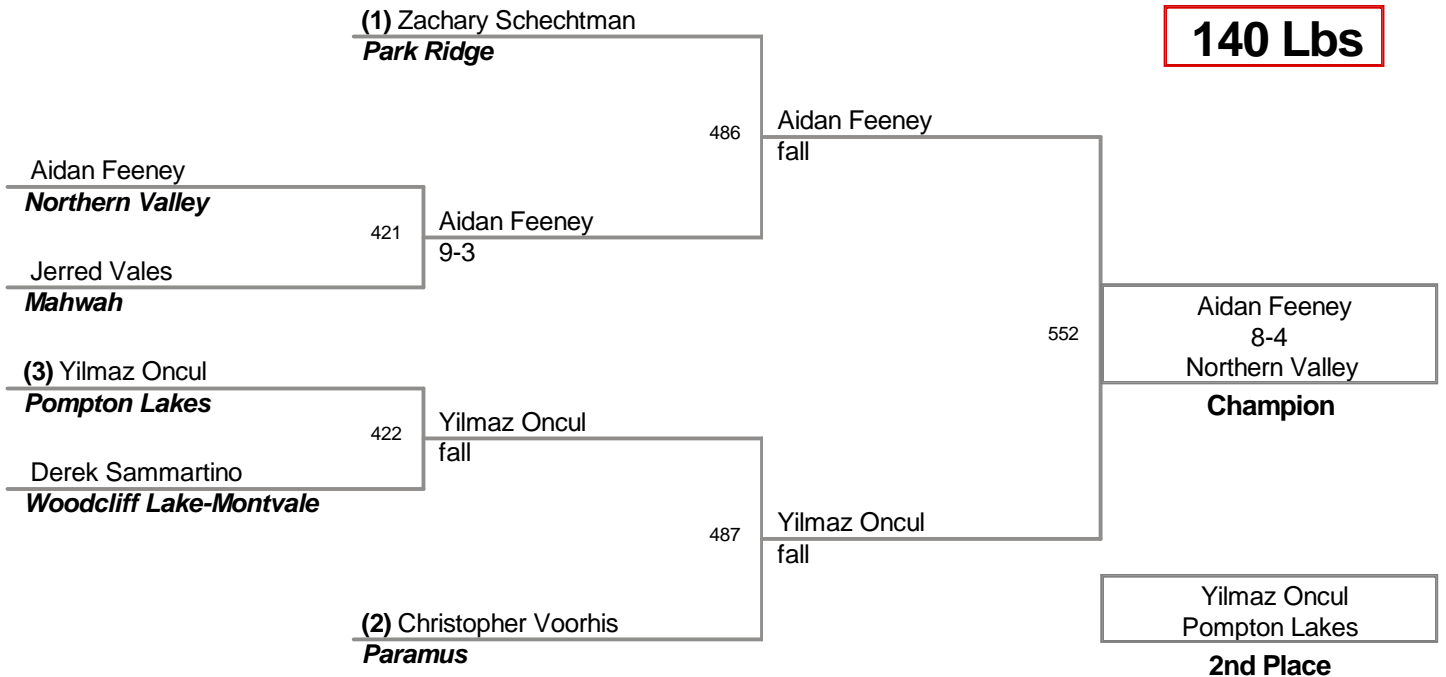 (1) Zachary Schechtman
Park Ridge
140 Lbs
486
Aidan Feeney
fall
Aidan Feeney
Northern Valley
421
Aidan Feeney
9-3
Jerred Vales
Mahwah
552
Aidan Feeney
8-4
Northern Valley
Champion
(3) Yilmaz Oncul
Pompton Lakes
422
Yilmaz Oncul
fall
Derek Sammartino
Woodcliff Lake-Montvale
487
Yilmaz Oncul
fall
(2) Christopher Voorhis
Paramus
Yilmaz Oncul
Pompton Lakes
2nd Place